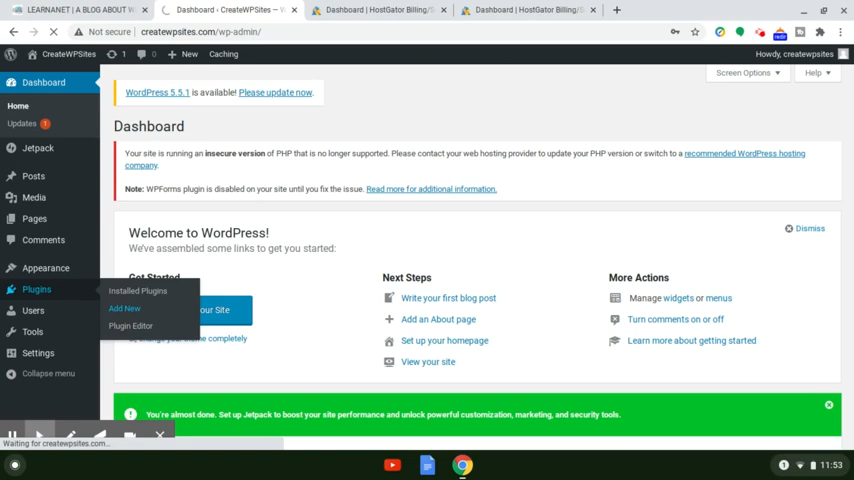 LEARNANET | A BLOG ABOUT W
Dashboard ‹ CreateWPSites — W
Dashboard | HostGator Billing/S
Dashboard | HostGator Billing/S
Not secure | createwpsites.com/wp-admin/
CreateWPSites 1 0 New Caching
Howdy, createwpsites
Dashboard
Home
Updates 1
Jetpack
Posts
Media
Pages
Comments
Appearance
Plugins
Users
Tools
Settings
Collapse menu
Installed Plugins
Add New
Plugin Editor
Screen Options
Help
WordPress 5.5.1 is available! Please update now.
Dashboard
Your site is running an insecure version of PHP that is no longer supported. Please contact your web hosting provider to update your PHP version or switch to a recommended WordPress hosting
company.
Note: WPForms plugin is disabled on your site until you fix the issue. Read more for additional information.
Welcome to WordPress!
We've assembled some links to get you started:
Dismiss
Get Started
our Site
or, change your theme completely
Next Steps
Write your first blog post
Add an About page
Set up your homepage
View your site
More Actions
Manage widgets or menus
Turn comments on or off
Learn more about getting started
You're almost done. Set up Jetpack to boost your site performance and unlock powerful customization, marketing, and security tools.
Waiting for createwpsites.com...
1 11:53